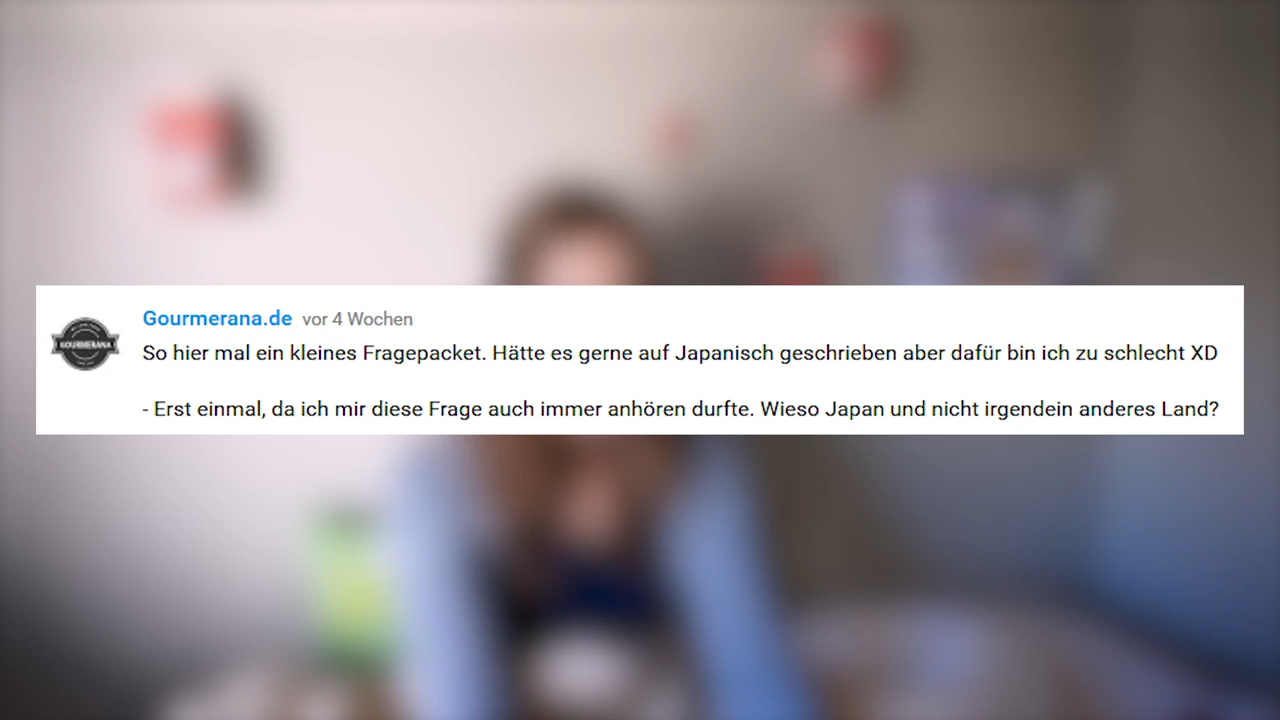 Gourmerana.de vor 4 Wochen
So hier mal ein kleines Fragepacket. Hätte es gerne auf Japanisch geschrieben aber dafür bin ich zu schlecht XD
- Erst einmal, da ich mir diese Frage auch immer anhören durfte. Wieso Japan und nicht irgendein anderes Land?